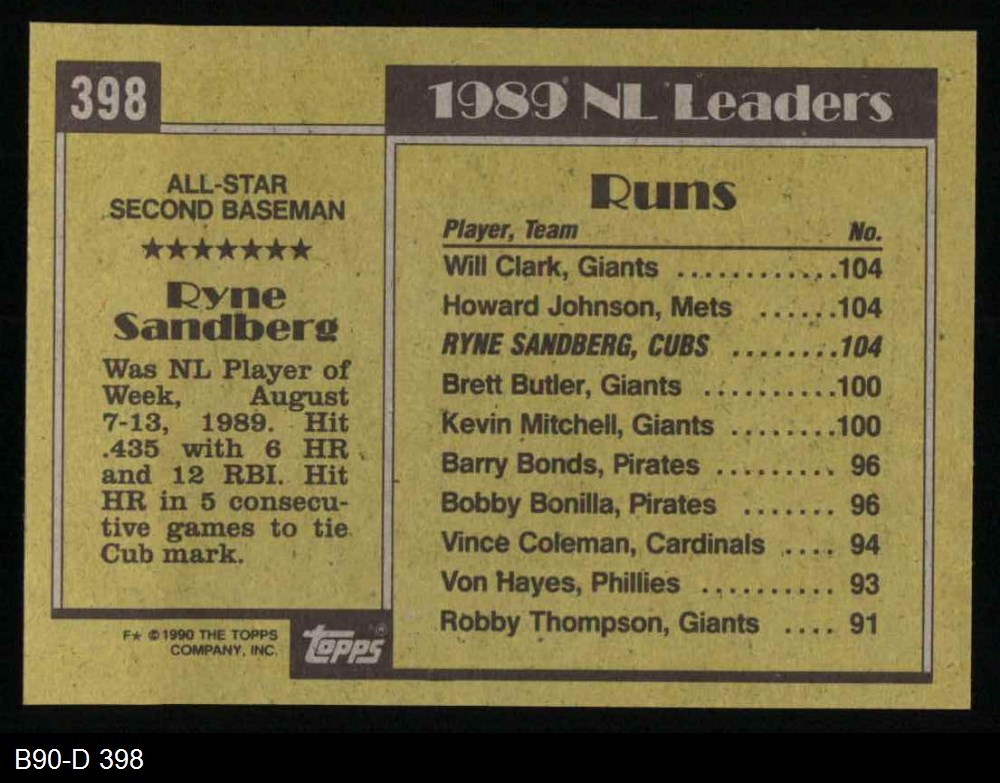 398
ALL-STAR
SECOND BASEMAN
★★★★★★★
Ryne
Sandberg
Was NL Player of
Week, August
7-13, 1989. Hit
.435 with 6 HR
and 12 RBI. Hit
HR in 5 consecu-
tive games to tie
Cub mark.
F★ ©1990 THE TOPPS
COMPANY, INC.
topps®
1989 NL Leaders
Runs
Player, Team No.
Will Clark, Giants ............104
Howard Johnson, Mets ......104
RYNE SANDBERG, CUBS ........104
Brett Butler, Giants ..........100
Kevin Mitchell, Giants ........100
Barry Bonds, Pirates ......... 96
Bobby Bonilla, Pirates ....... 96
Vince Coleman, Cardinals .... 94
Von Hayes, Phillies .......... 93
Robby Thompson, Giants .... 91
B90-D 398